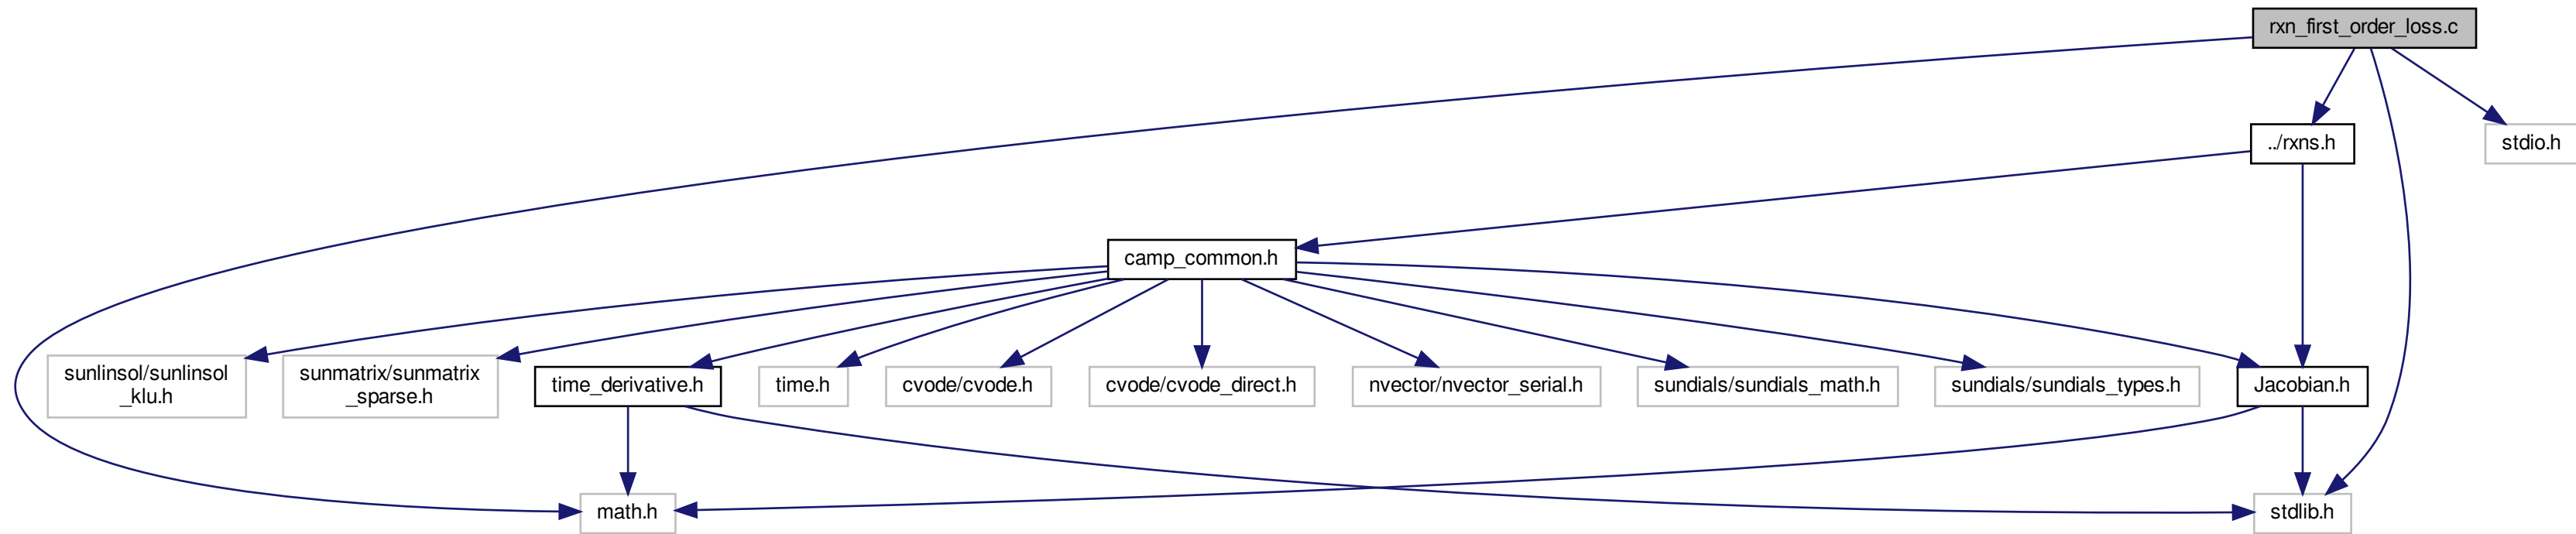 rxn_first_order_loss.c
../rxns.h
stdio.h
camp_common.h
sunlinsol/sunlinsol
_klu.h
sunmatrix/sunmatrix
_sparse.h
time_derivative.h
time.h
cvode/cvode.h
cvode/cvode_direct.h
nvector/nvector_serial.h
sundials/sundials_math.h
sundials/sundials_types.h
Jacobian.h
math.h
stdlib.h